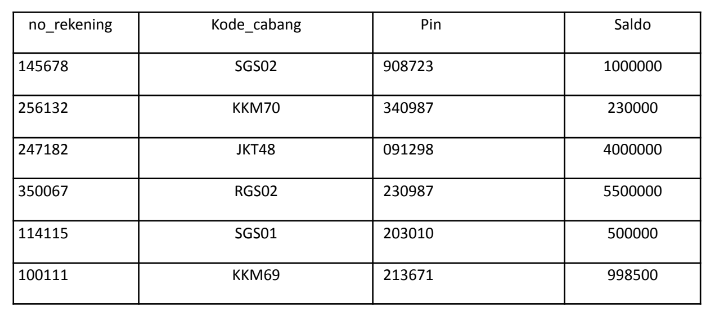 no_rekening Kode_cabang Pin Saldo
145678 SGS02 908723 1000000
256132 KKM70 340987 230000
247182 JKT48 091298 4000000
350067 RGS02 230987 5500000
114115 SGS01 203010 500000
100111 KKM69 213671 998500